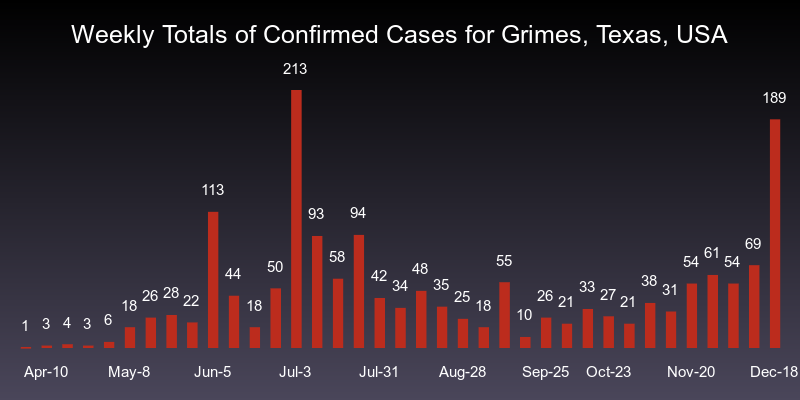 Weekly Totals of Confirmed Cases for Grimes, Texas, USA
1 3 4 3 6 18 26 28 22 113 44 18 50 213 93 58 94 42 34 48 35 25 18 55 10 26 21 33 27 21 38 31 54 61 54 69 189
Apr-10 May-8 Jun-5 Jul-3 Jul-31 Aug-28 Sep-25 Oct-23 Nov-20 Dec-18